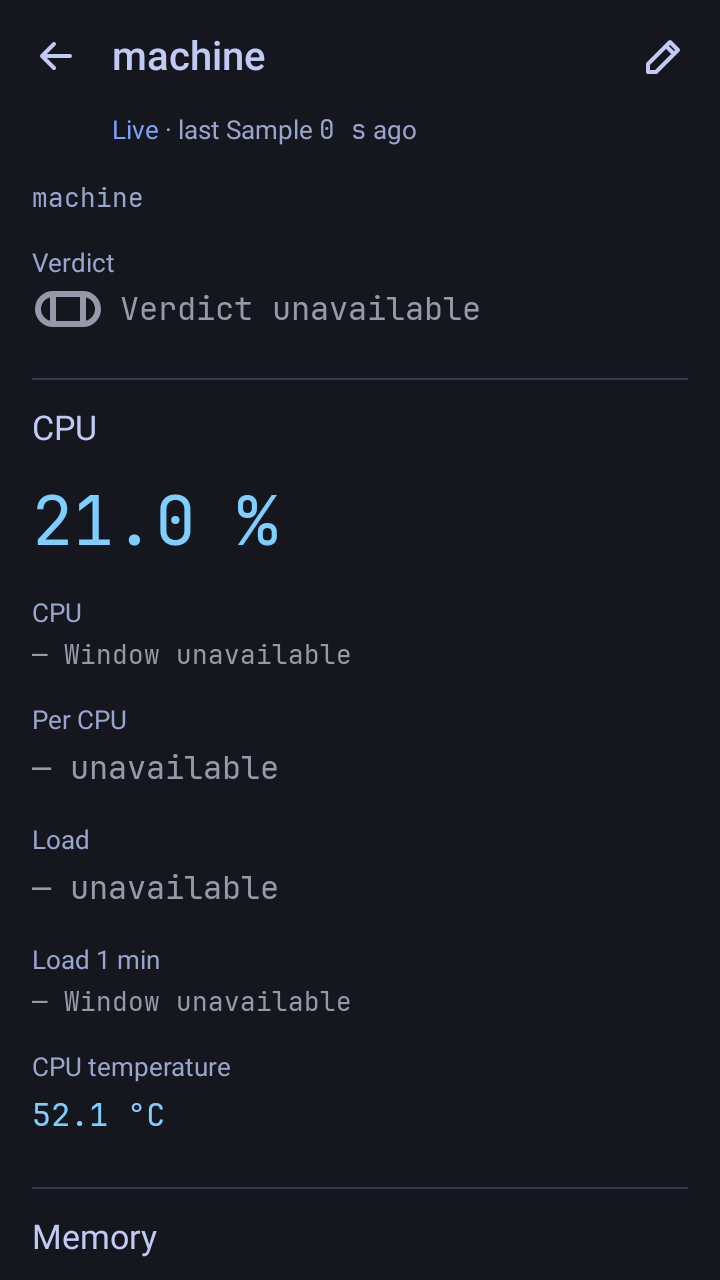 machine
Live · last Sample 0 s ago
machine
Verdict
Verdict unavailable
CPU
21.0 %
CPU
— Window unavailable
Per CPU
— unavailable
Load
— unavailable
Load 1 min
— Window unavailable
CPU temperature
52.1 °C
Memory